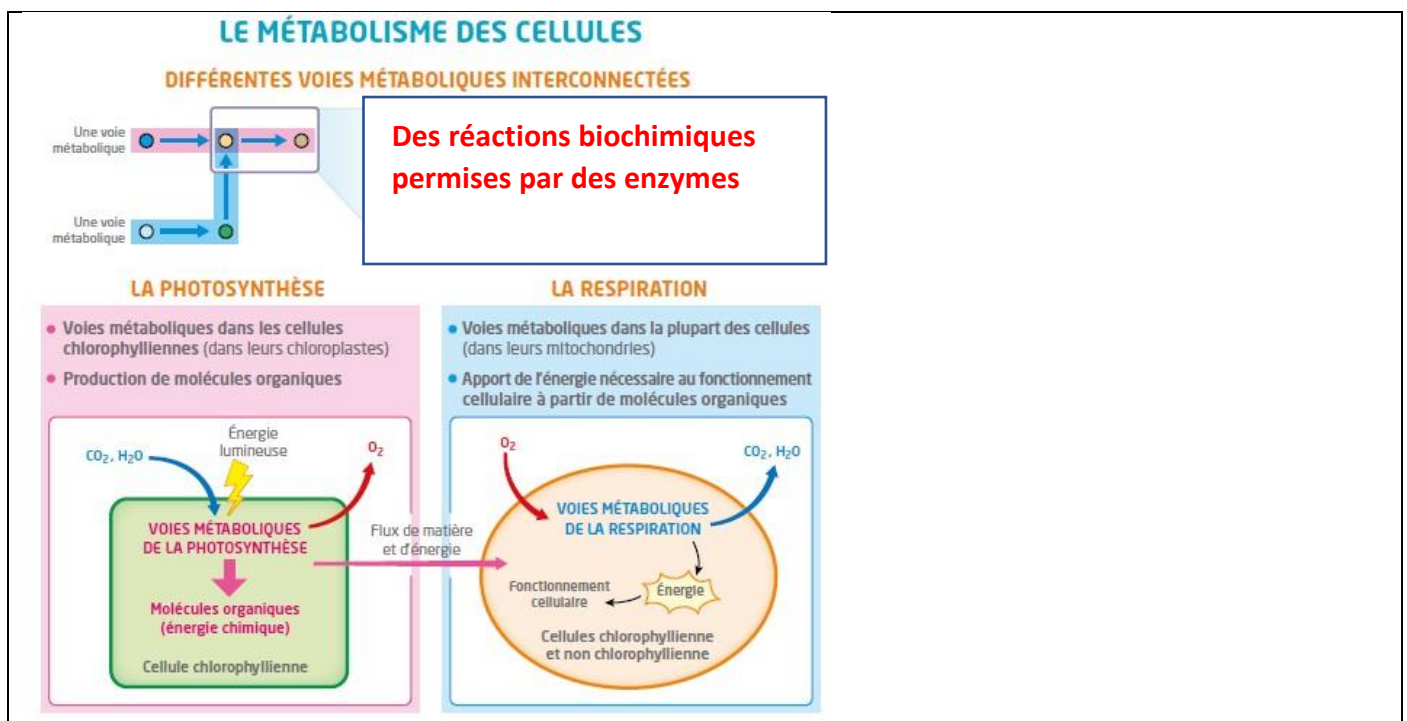 LE MÉTABOLISME DES CELLULES
DIFFÉRENTES VOIES MÉTABOLIQUES INTERCONNECTÉES
Une voie
métabolique
Une voie
métabolique
Des réactions biochimiques
permises par des enzymes
LA PHOTOSYNTHÈSE
• Voies métaboliques dans les cellules
chlorophylliennes (dans leurs chloroplastes)
• Production de molécules organiques
CO₂, H₂O
Énergie
lumineuse
O₂
VOIES MÉTABOLIQUES
DE LA PHOTOSYNTHÈSE
Molécules organiques
(énergie chimique)
Cellule chlorophyllienne
Flux de matière
et d'énergie
LA RESPIRATION
• Voies métaboliques dans la plupart des cellules
(dans leurs mitochondries)
• Apport de l'énergie nécessaire au fonctionnement
cellulaire à partir de molécules organiques
O₂
CO₂, H₂O
VOIES MÉTABOLIQUES
DE LA RESPIRATION
Fonctionnement
cellulaire
Énergie
Cellules chlorophyllienne
et non chlorophyllienne